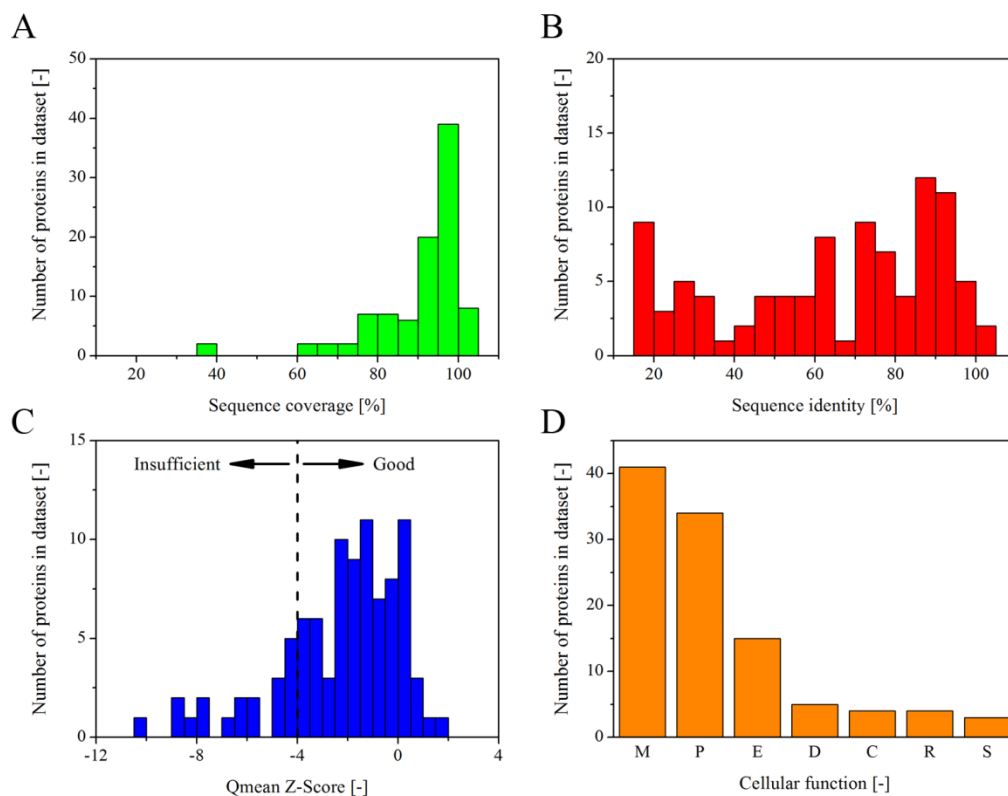 A
B
Number of proteins in dataset [-]
50
40
30
20
10
0
20
40
60
80
100
Sequence coverage [%]
Number of proteins in dataset [-]
20
15
10
5
0
20
40
60
80
100
Sequence identity [%]
C
D
Number of proteins in dataset [-]
15
10
5
0
Insufficient
Good
-12
-8
-4
0
4
Qmean Z-Score [-]
Number of proteins in dataset [-]
40
30
20
10
0
M
P
E
D
C
R
S
Cellular function [-]